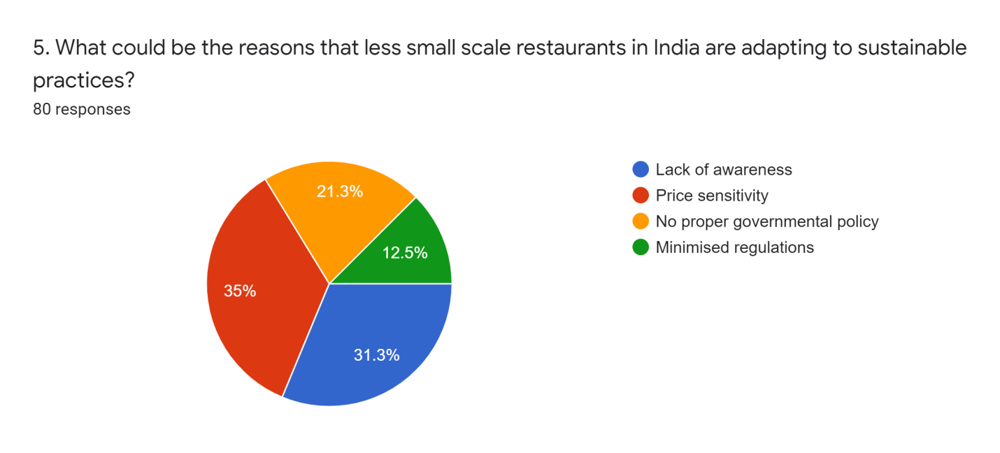 5. What could be the reasons that less small scale restaurants in India are adapting to sustainable
practices?
80 responses
21.3%
12.5%
35%
31.3%
Lack of awareness
Price sensitivity
No proper governmental policy
Minimised regulations